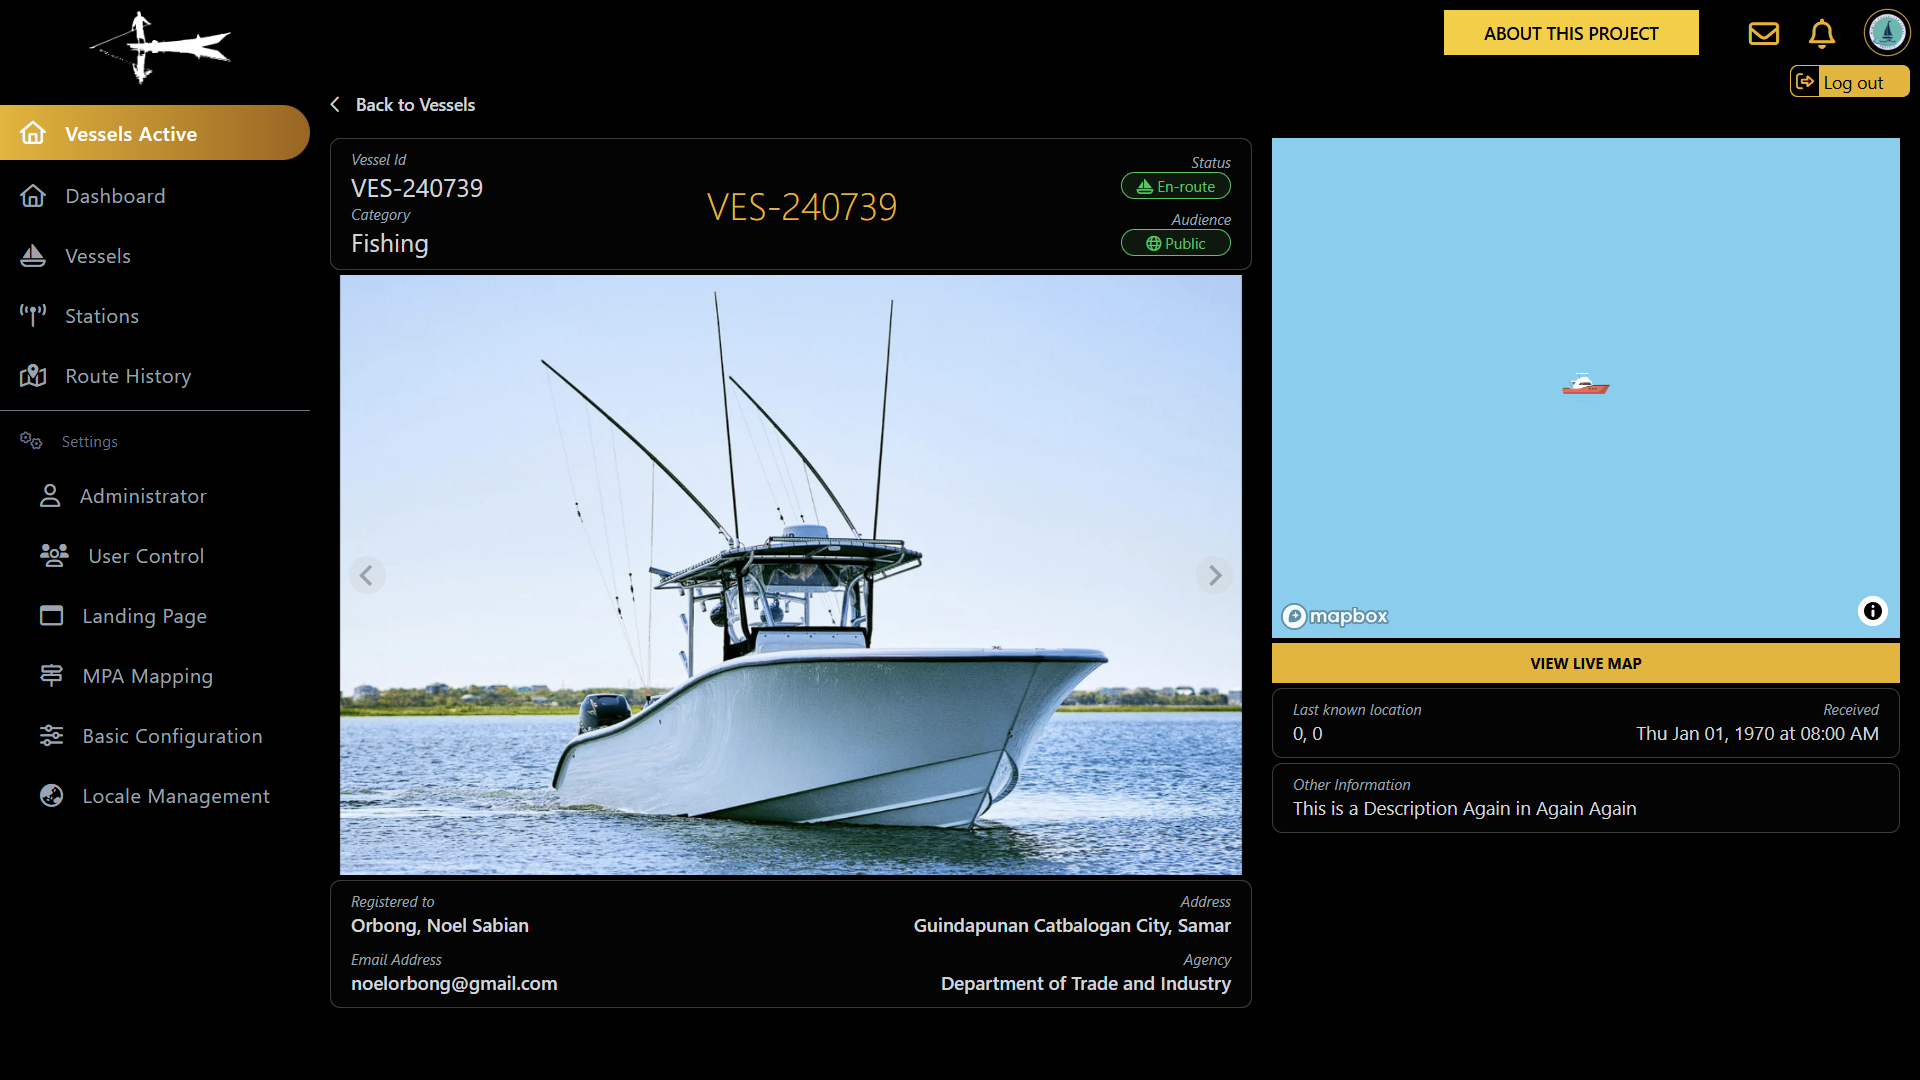 ABOUT THIS PROJECT
Log out
Back to Vessels
Vessels Active
Dashboard
Vessels
Stations
Route History
Settings
Administrator
User Control
Landing Page
MPA Mapping
Basic Configuration
Locale Management
Vessel Id
VES-240739
Category
Fishing
VES-240739
Status
En-route
Audience
Public
Registered to
Orbong, Noel Sabian
Address
Guindapunan Catbalogan City, Samar
Email Address
noelorbong@gmail.com
Agency
Department of Trade and Industry
mapbox
VIEW LIVE MAP
Last known location
0, 0
Received
Thu Jan 01, 1970 at 08:00 AM
Other Information
This is a Description Again in Again Again